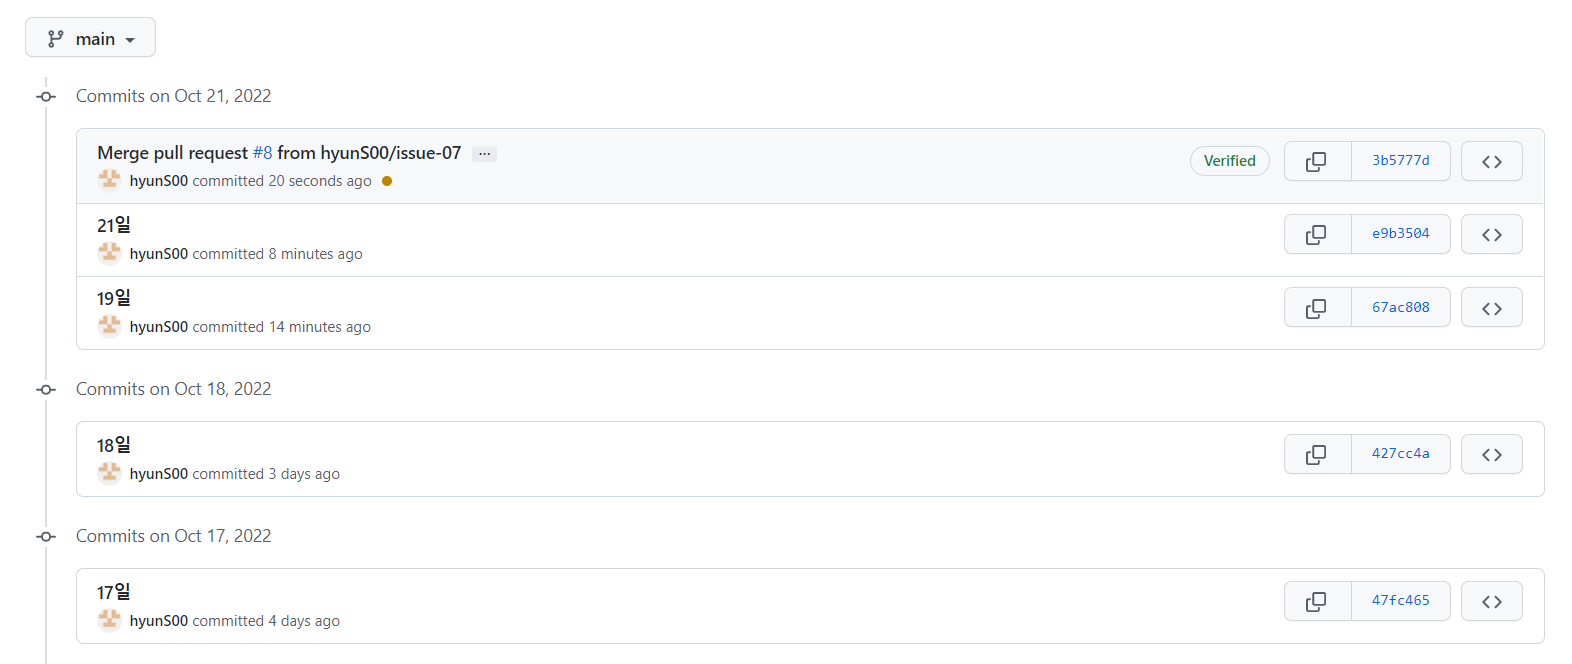 main
Commits on Oct 21, 2022
Merge pull request #8 from hyunS00/issue-07 ...
hyunS00 committed 20 seconds ago
Verified
3b5777d
21일
hyunS00 committed 8 minutes ago
e9b3504
19일
hyunS00 committed 14 minutes ago
67ac808
Commits on Oct 18, 2022
18일
hyunS00 committed 3 days ago
427cc4a
Commits on Oct 17, 2022
17일
hyunS00 committed 4 days ago
47fc465